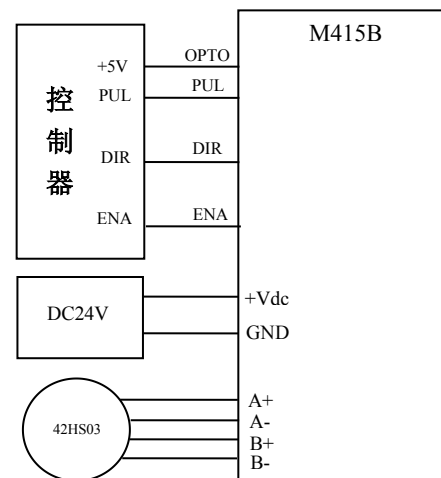 M415B
+5V OPTO
PUL PUL
控制器
DIR DIR
ENA ENA
DC24V
+Vdc
GND
42HS03
A+
A-
B+
B-